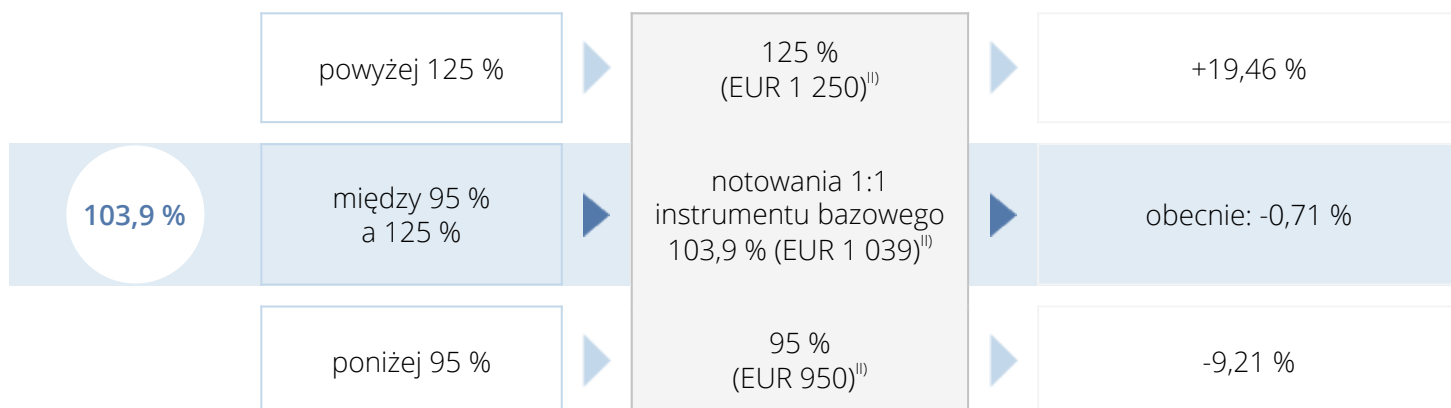 powyżej 125 %
125 %
(EUR 1 250)II)
+19,46 %
103,9 %
między 95 %
a 125 %
notowania 1:1
instrumentu bazowego
103,9 % (EUR 1 039)II)
obecnie: -0,71 %
poniżej 95 %
95 %
(EUR 950)II)
-9,21 %